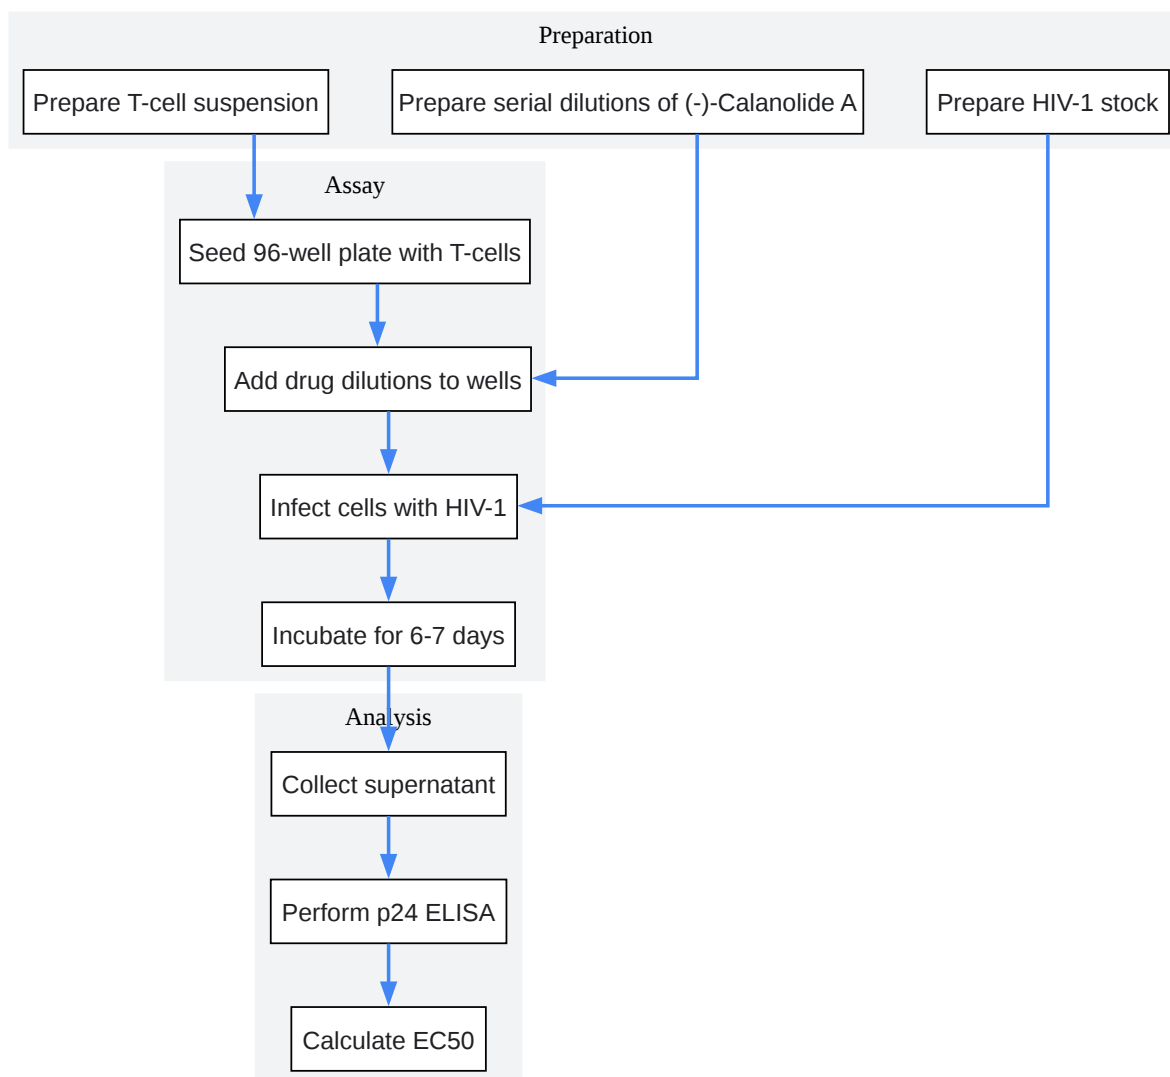 Preparation
Prepare T-cell suspension
Prepare serial dilutions of (-)-Calanolide A
Prepare HIV-1 stock
Assay
Seed 96-well plate with T-cells
Add drug dilutions to wells
Infect cells with HIV-1
Incubate for 6-7 days
Analysis
Collect supernatant
Perform p24 ELISA
Calculate EC50